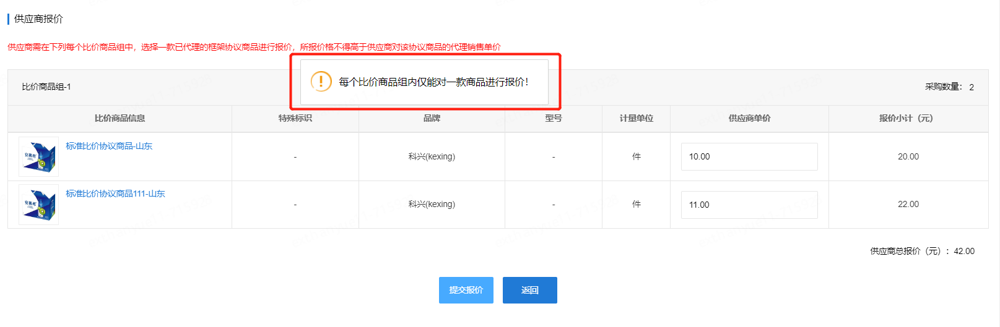 供应商报价
供应商需在下列每个比价商品组中，选择一款已代理的框架协议商品进行报价，所报价格不得高于供应商对该协议商品的代理销售单价
每个比价商品组内仅能对一款商品进行报价！
比价商品组-1 采购数量： 2
比价商品信息 特殊标识 品牌 型号 计量单位 供应商单价 报价小计（元）
标准比价协议商品-山东 - 科兴(kexing) - 件 10.00 20.00
标准比价协议商品111-山东 - 科兴(kexing) - 件 11.00 22.00
供应商总报价（元）：42.00
提交报价 返回